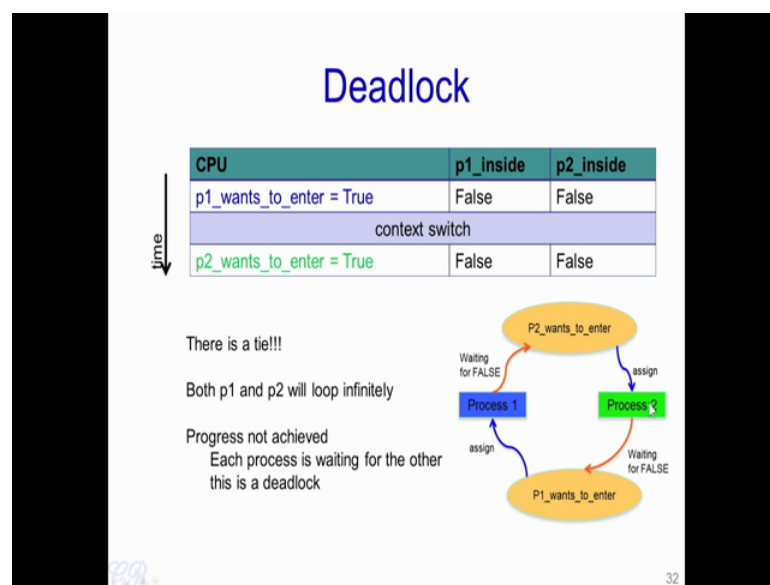 Deadlock
CPU p1_inside p2_inside
p1_wants_to_enter = True False False
context switch
p2_wants_to_enter = True False False
time
There is a tie!!!
Both p1 and p2 will loop infinitely
Progress not achieved
Each process is waiting for the other
this is a deadlock
P2_wants_to_enter
Waiting
for FALSE
assign
Process 1
Process 2
assign
Waiting
for FALSE
P1_wants_to_enter
32